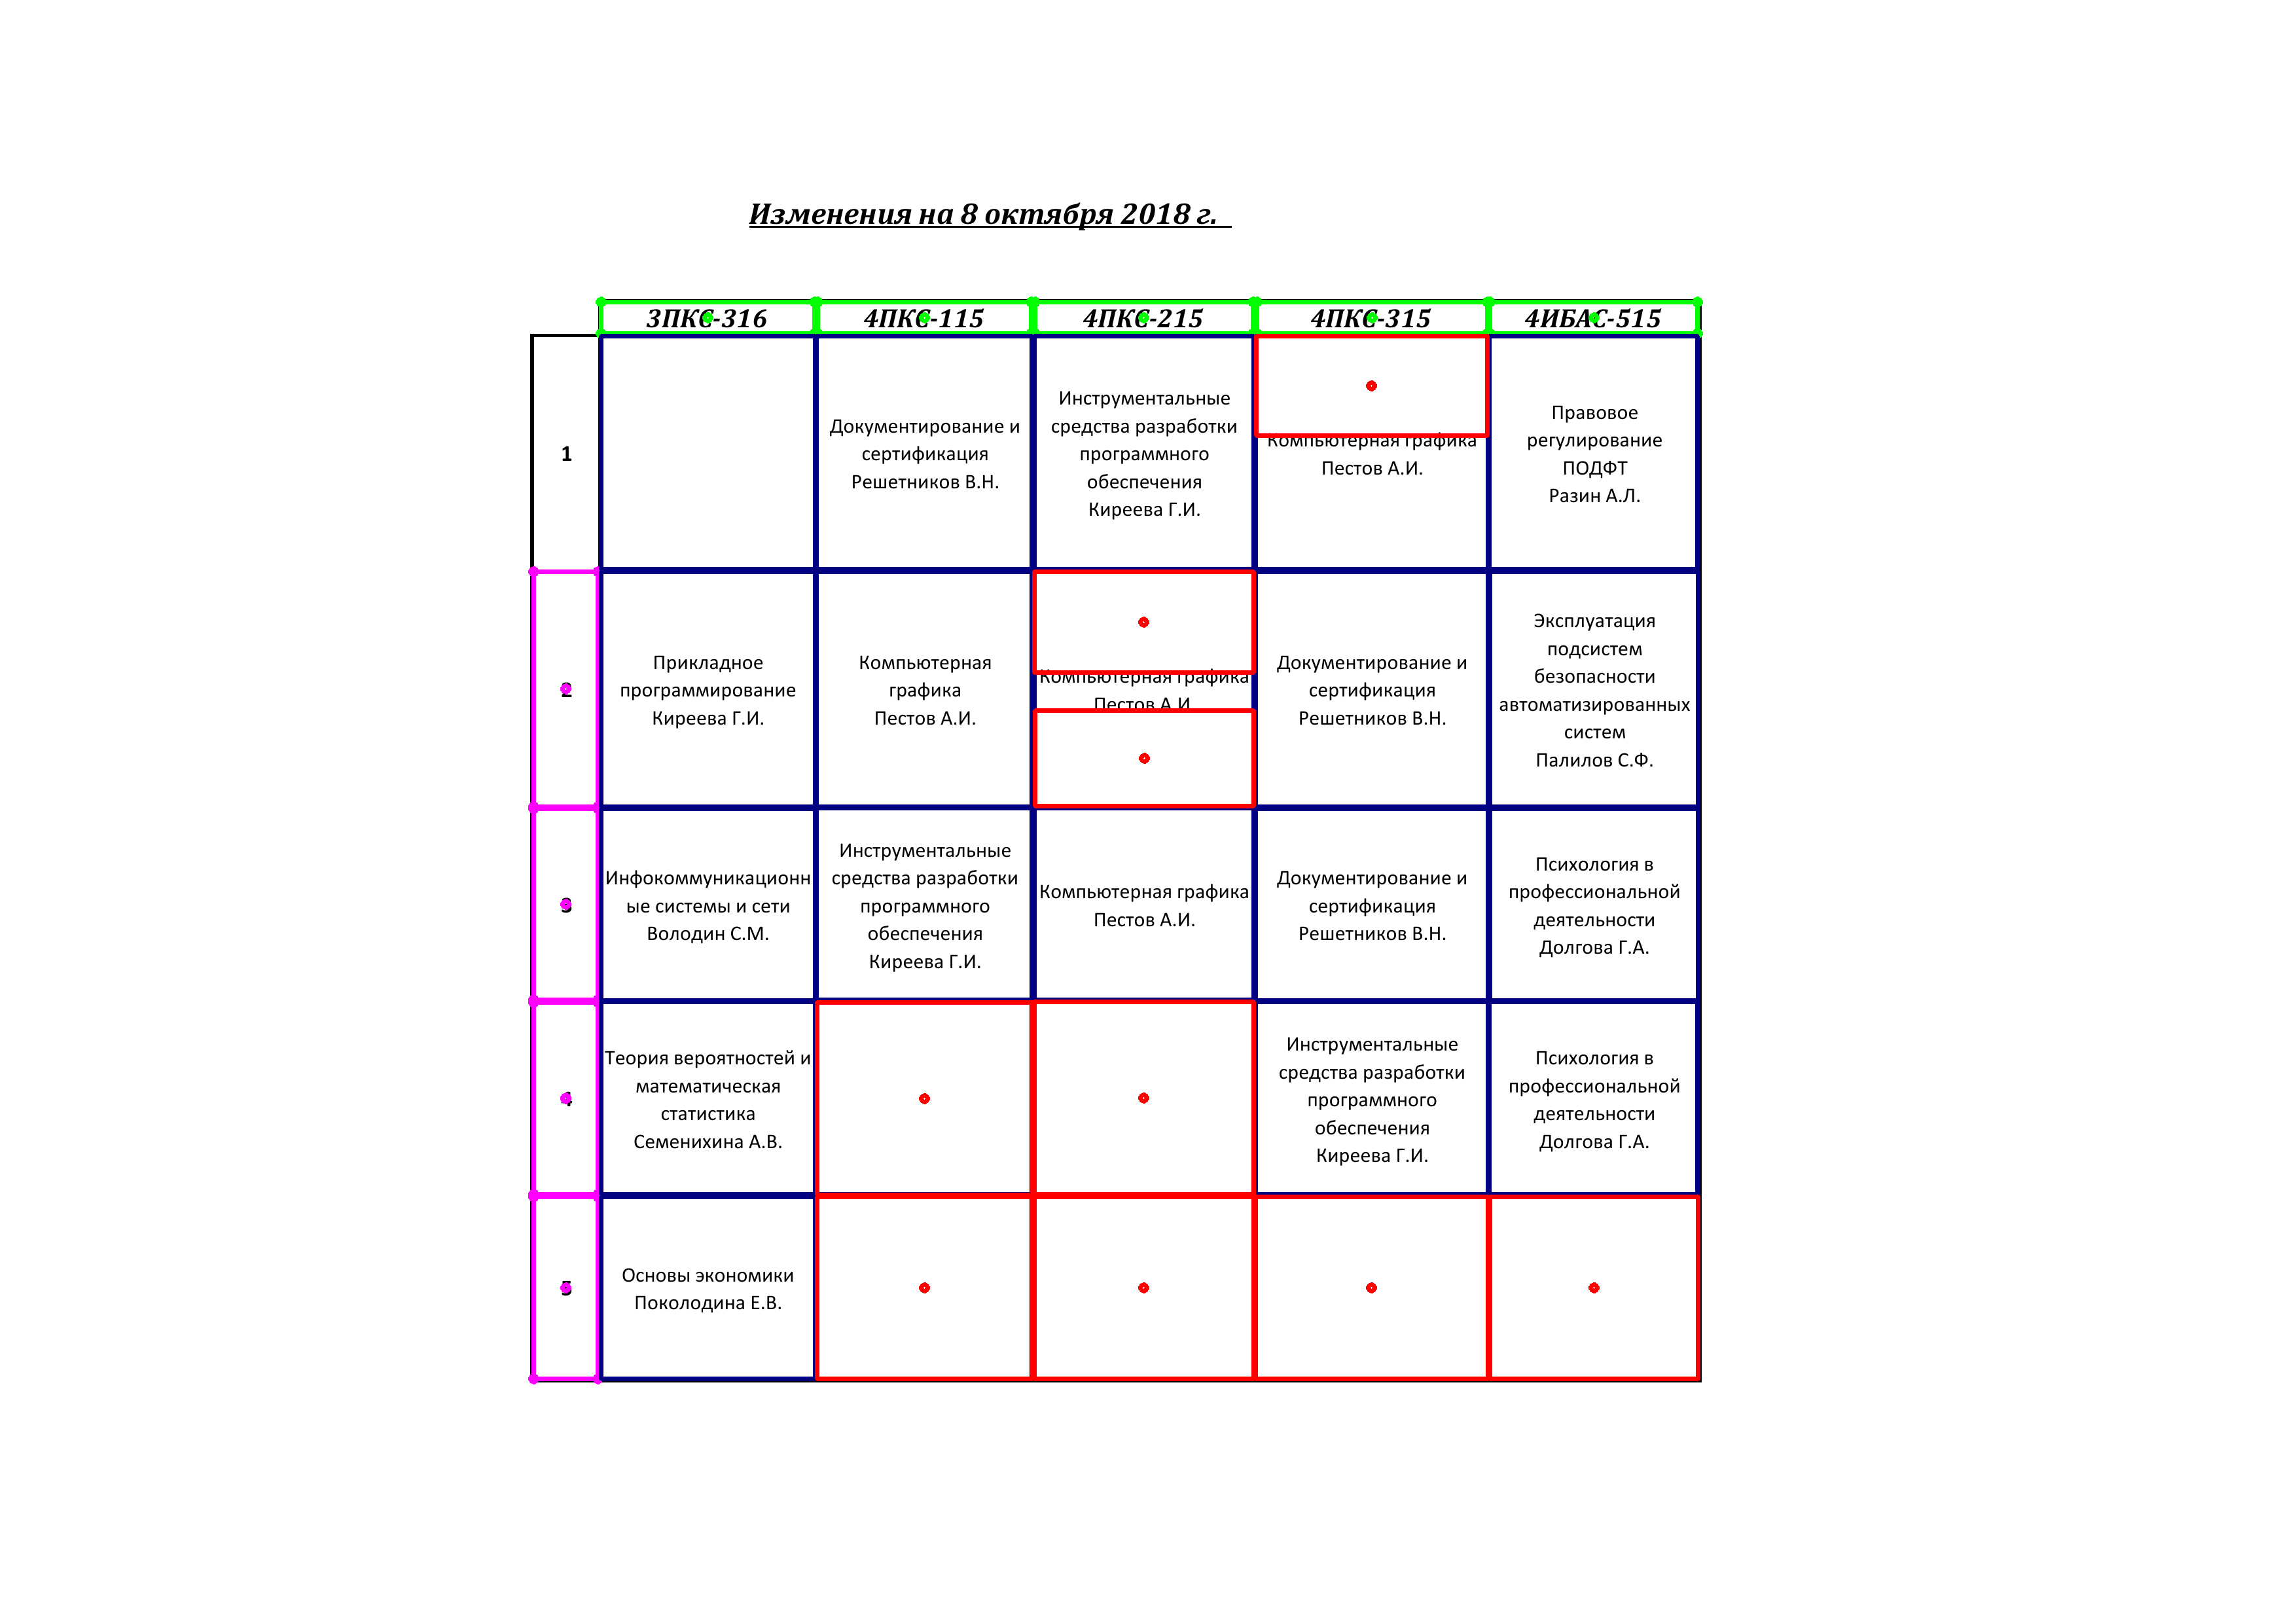 Изменения на 8 октября 2018 г.
3ПКС-316 4ПКС-115 4ПКС-215 4ПКС-315 4ИБАС-515
1
Документирование и
сертификация
Решетников В.Н.
Инструментальные
средства разработки
программного
обеспечения
Киреева Г.И.
Компьютерная графика
Пестов А.И.
Правовое
регулирование
ПОДФТ
Разин А.Л.
2
Прикладное
программирование
Киреева Г.И.
Компьютерная
графика
Пестов А.И.
Компьютерная графика
Пестов А.И.
Документирование и
сертификация
Решетников В.Н.
Эксплуатация
подсистем
безопасности
автоматизированных
систем
Палилов С.Ф.
3
Инфокоммуникационн
ые системы и сети
Володин С.М.
Инструментальные
средства разработки
программного
обеспечения
Киреева Г.И.
Компьютерная графика
Пестов А.И.
Документирование и
сертификация
Решетников В.Н.
Психология в
профессиональной
деятельности
Долгова Г.А.
4
Теория вероятностей и
математическая
статистика
Семенихина А.В.
Инструментальные
средства разработки
программного
обеспечения
Киреева Г.И.
Психология в
профессиональной
деятельности
Долгова Г.А.
5
Основы экономики
Поколодина Е.В.